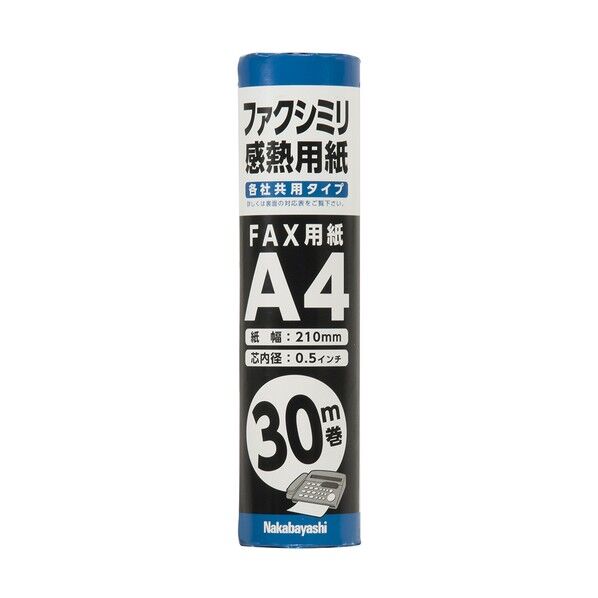 ファクシミリ
感熱用紙
各社共用タイプ
詳しくは裏面の対応表をご覧下さい
FAX用紙
A4
紙 幅:210mm
芯内径:0.5インチ
30m巻
Nakabayashi